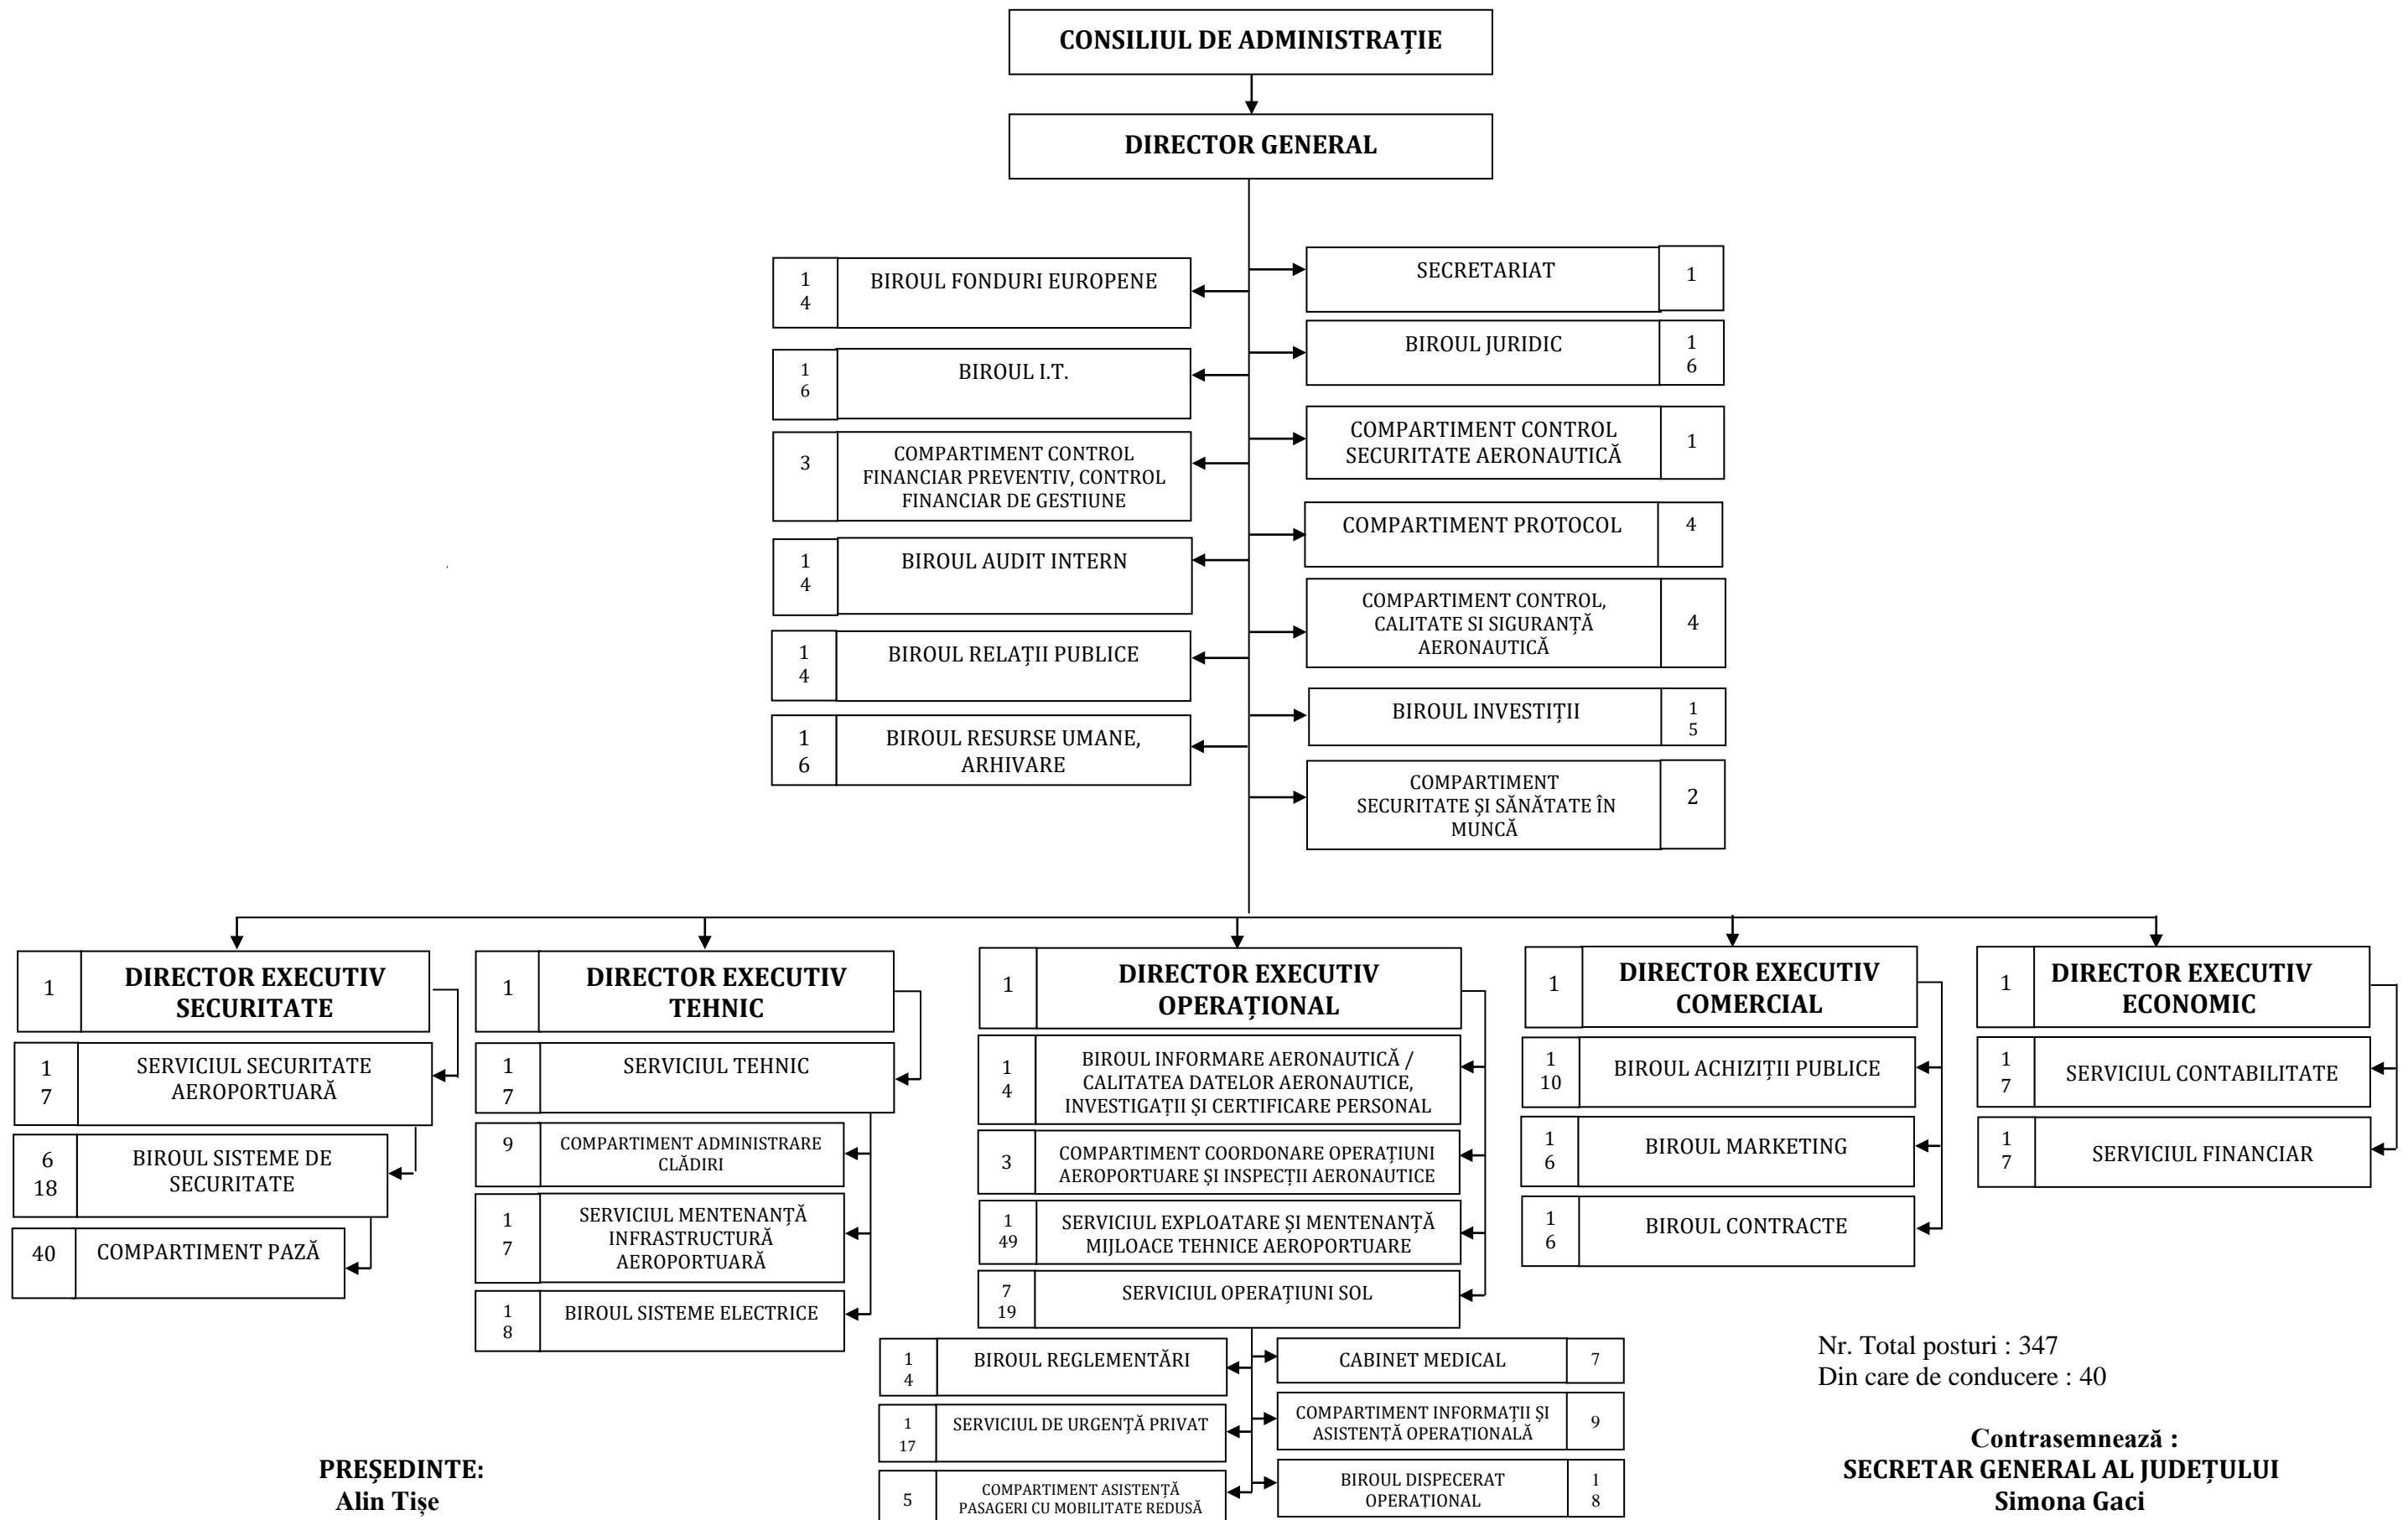 CONSILIUL DE ADMINISTRAȚIE
DIRECTOR GENERAL
1
4
BIROUL FONDURI EUROPENE
1
6
BIROUL I.T.
3
COMPARTIMENT CONTROL
FINANCIAR PREVENTIV, CONTROL
FINANCIAR DE GESTIUNE
1
4
BIROUL AUDIT INTERN
1
4
BIROUL RELAȚII PUBLICE
1
6
BIROUL RESURSE UMANE,
ARHIVARE
SECRETARIAT
1
BIROUL JURIDIC
1
6
COMPARTIMENT CONTROL
SECURITATE AERONAUTICĂ
1
COMPARTIMENT PROTOCOL
4
COMPARTIMENT CONTROL,
CALITATE SI SIGURANȚĂ
AERONAUTICĂ
4
BIROUL INVESTIȚII
1
5
COMPARTIMENT
SECURITATE ȘI SĂNĂTATE ÎN
MUNCĂ
2
1
DIRECTOR EXECUTIV
SECURITATE
1
7
SERVICIUL SECURITATE
AEROPORTUARĂ
6
18
BIROUL SISTEME DE
SECURITATE
40
COMPARTIMENT PAZĂ
1
DIRECTOR EXECUTIV
TEHNIC
1
7
SERVICIUL TEHNIC
9
COMPARTIMENT ADMINISTRARE
CLĂDIRI
1
7
SERVICIUL MENTENANȚĂ
INFRASTRUCTURĂ
AEROPORTUARĂ
1
8
BIROUL SISTEME ELECTRICE
1
DIRECTOR EXECUTIV
OPERAȚIONAL
1
4
BIROUL INFORMARE AERONAUTICĂ /
CALITATEA DATELOR AERONAUTICE,
INVESTIGAȚII ȘI CERTIFICARE PERSONAL
3
COMPARTIMENT COORDONARE OPERAȚIUNI
AEROPORTUARE ȘI INSPECȚII AERONAUTICE
1
49
SERVICIUL EXPLOATARE ȘI MENTENANȚĂ
MIJLOACE TEHNICE AEROPORTUARE
7
19
SERVICIUL OPERAȚIUNI SOL
1
4
BIROUL REGLEMENTĂRI
1
17
SERVICIUL DE URGENȚĂ PRIVAT
5
COMPARTIMENT ASISTENȚĂ
PASAGERI CU MOBILITATE REDUSĂ
CABINET MEDICAL
7
COMPARTIMENT INFORMAȚII ȘI
ASISTENȚĂ OPERAȚIONALĂ
9
BIROUL DISPECERAT
OPERAȚIONAL
1
8
1
DIRECTOR EXECUTIV
COMERCIAL
1
10
BIROUL ACHIZIȚII PUBLICE
1
6
BIROUL MARKETING
1
6
BIROUL CONTRACTE
1
DIRECTOR EXECUTIV
ECONOMIC
1
7
SERVICIUL CONTABILITATE
1
7
SERVICIUL FINANCIAR
Nr. Total posturi : 347
Din care de conducere : 40
PREȘEDINTE:
Alin Tișe
Contrasemnează :
SECRETAR GENERAL AL JUDEȚULUI
Simona Gaci